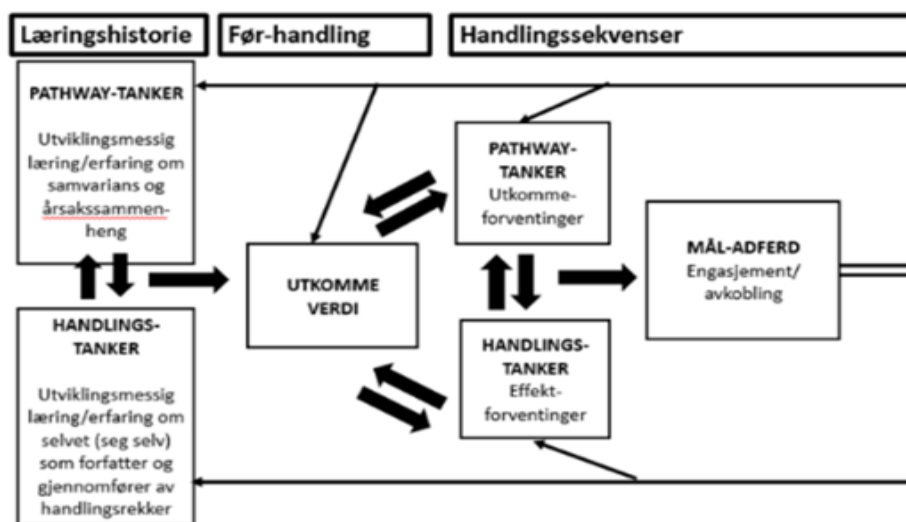 Læringshistorie
Før-handling
Handlingssekvenser
PATHWAY-TANKER
Utviklingsmessig
læring/erfaring om
samvarians og
årsakssammen-
heng
HANDLINGS-
TANKER
Utviklingsmessig
læring/erfaring om
selvet (seg selv)
som forfatter og
gjennomfører av
handlingsrekker
UTKOMME
VERDI
PATHWAY-
TANKER
Utkomme-
forventinger
HANDLINGS-
TANKER
Effekt-
forventinger
MÅL-ADFERD
Engasjement/
avkobling